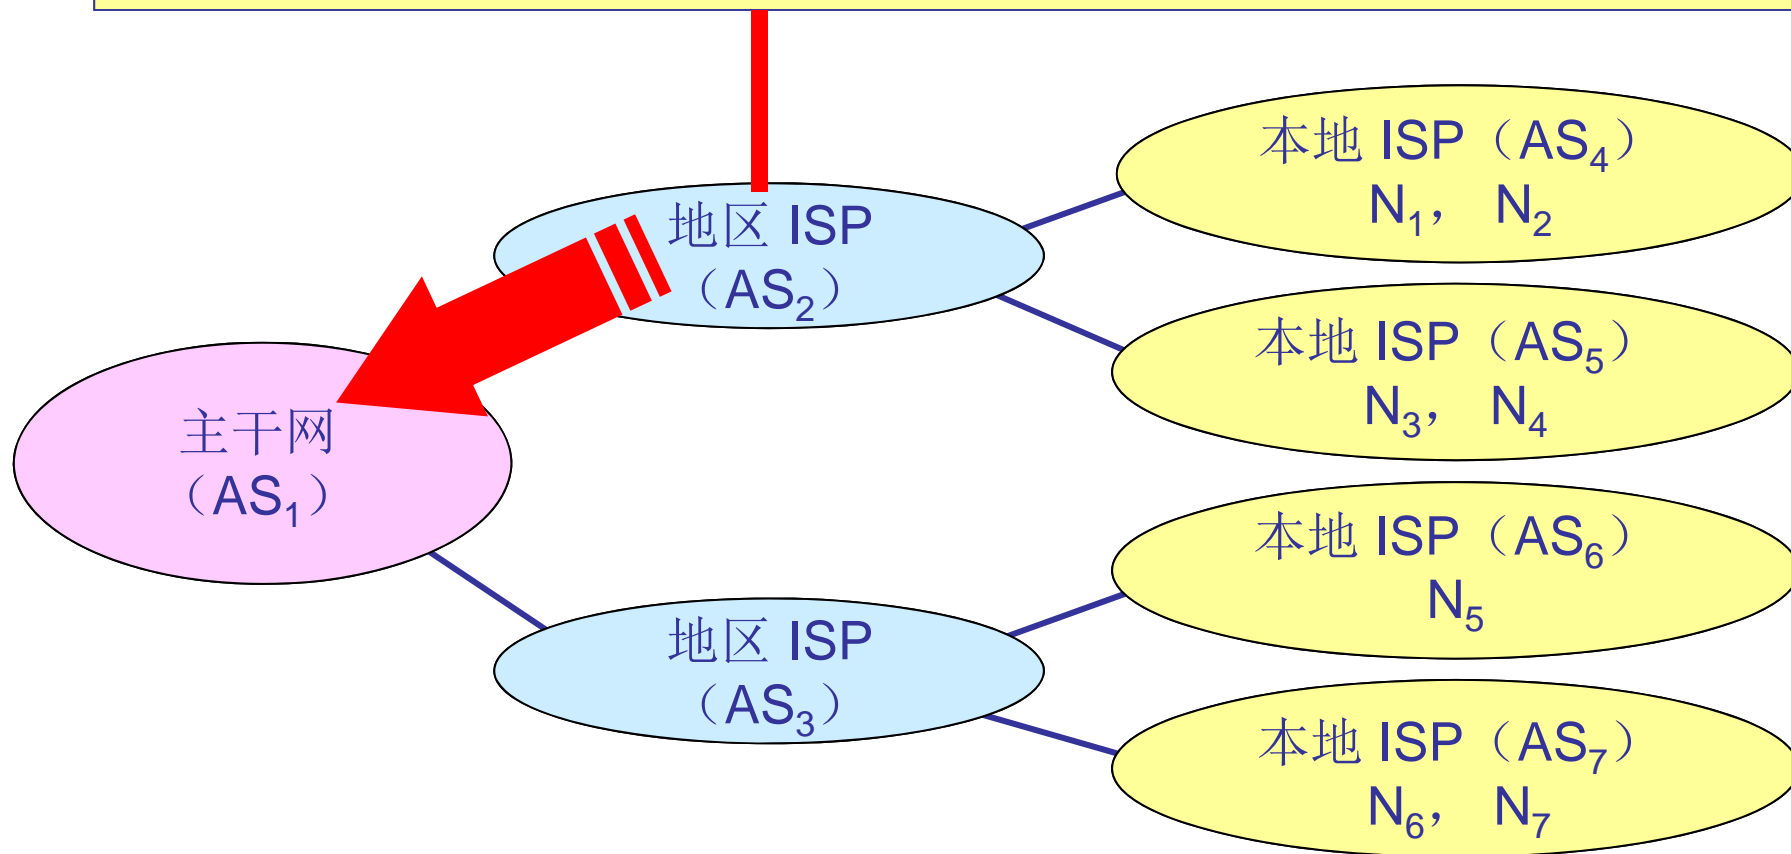 本地 ISP（AS4）
N1， N2
地区 ISP
（AS2）
本地 ISP（AS5）
N3， N4
主干网
（AS1）
本地 ISP（AS6）
N5
地区 ISP
（AS3）
本地 ISP（AS7）
N6， N7